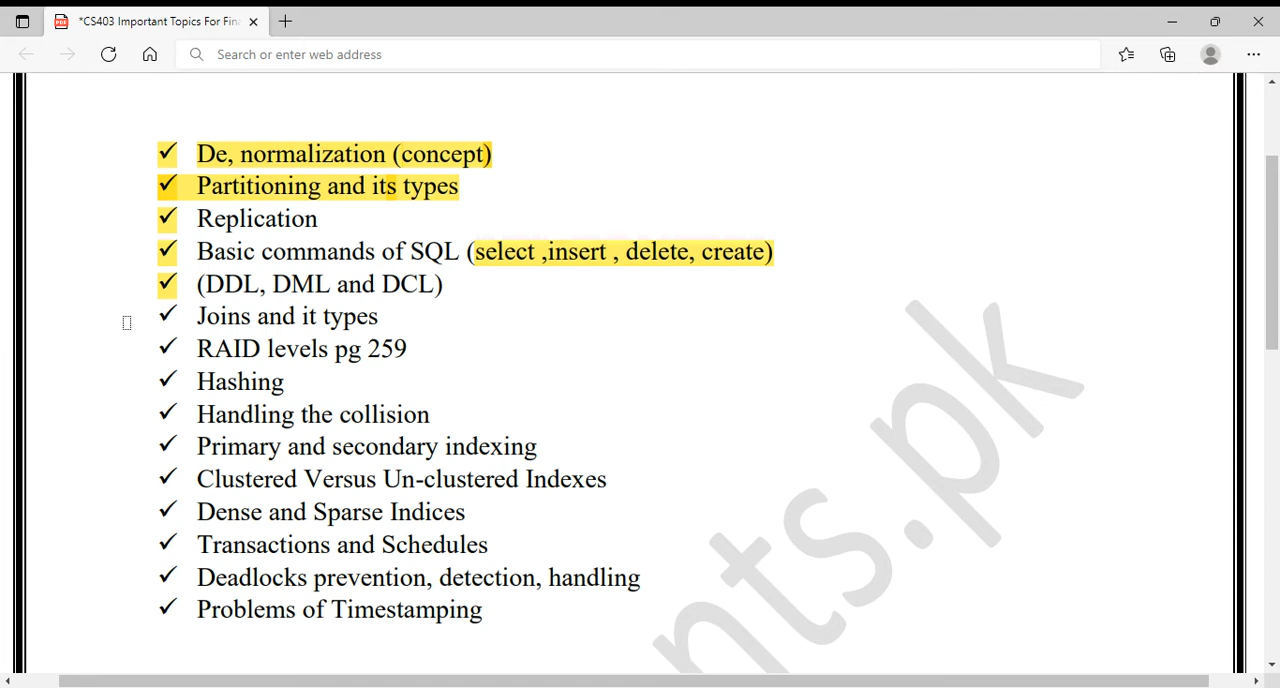 *CS403 Important Topics For Fin
Search or enter web address
✓ De, normalization (concept)
✓ Partitioning and its types
✓ Replication
✓ Basic commands of SQL (select ,insert , delete, create)
✓ (DDL, DML and DCL)
✓ Joins and it types
✓ RAID levels pg 259
✓ Hashing
✓ Handling the collision
✓ Primary and secondary indexing
✓ Clustered Versus Un-clustered Indexes
✓ Dense and Sparse Indices
✓ Transactions and Schedules
✓ Deadlocks prevention, detection, handling
✓ Problems of Timestamping
nts.pk